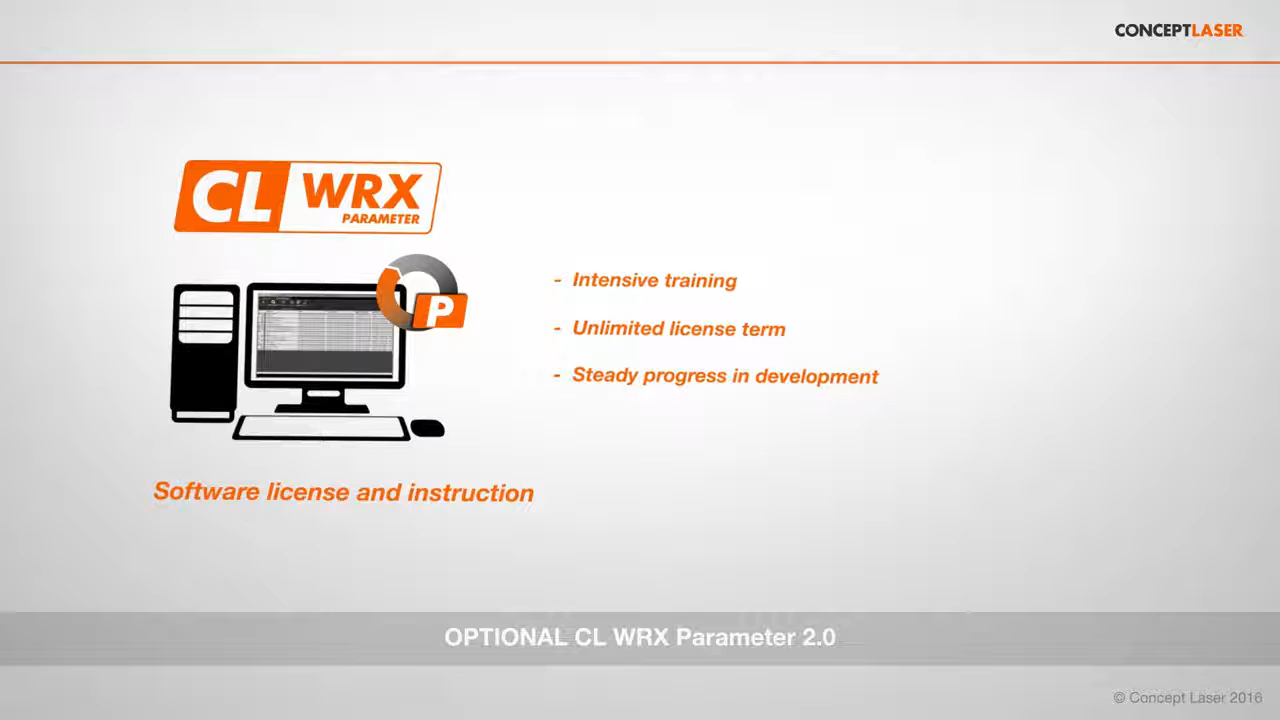 CONCEPTLASER
CL WRX
PARAMETER
P
- Intensive training
- Unlimited license term
- Steady progress in development
Software license and instruction
OPTIONAL CL WRX Parameter 2.0
© Concept Laser 2016